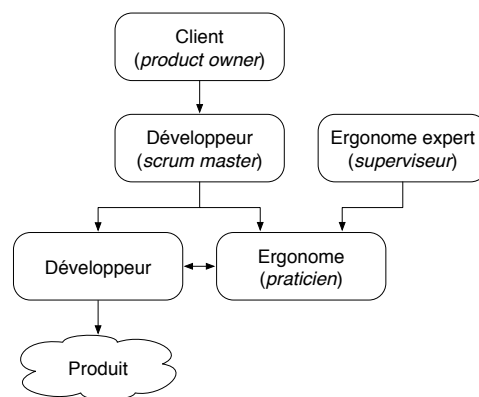 Client
(product owner)
Développeur
(scrum master)
Ergonome expert
(superviseur)
Développeur
Ergonome
(praticien)
Produit